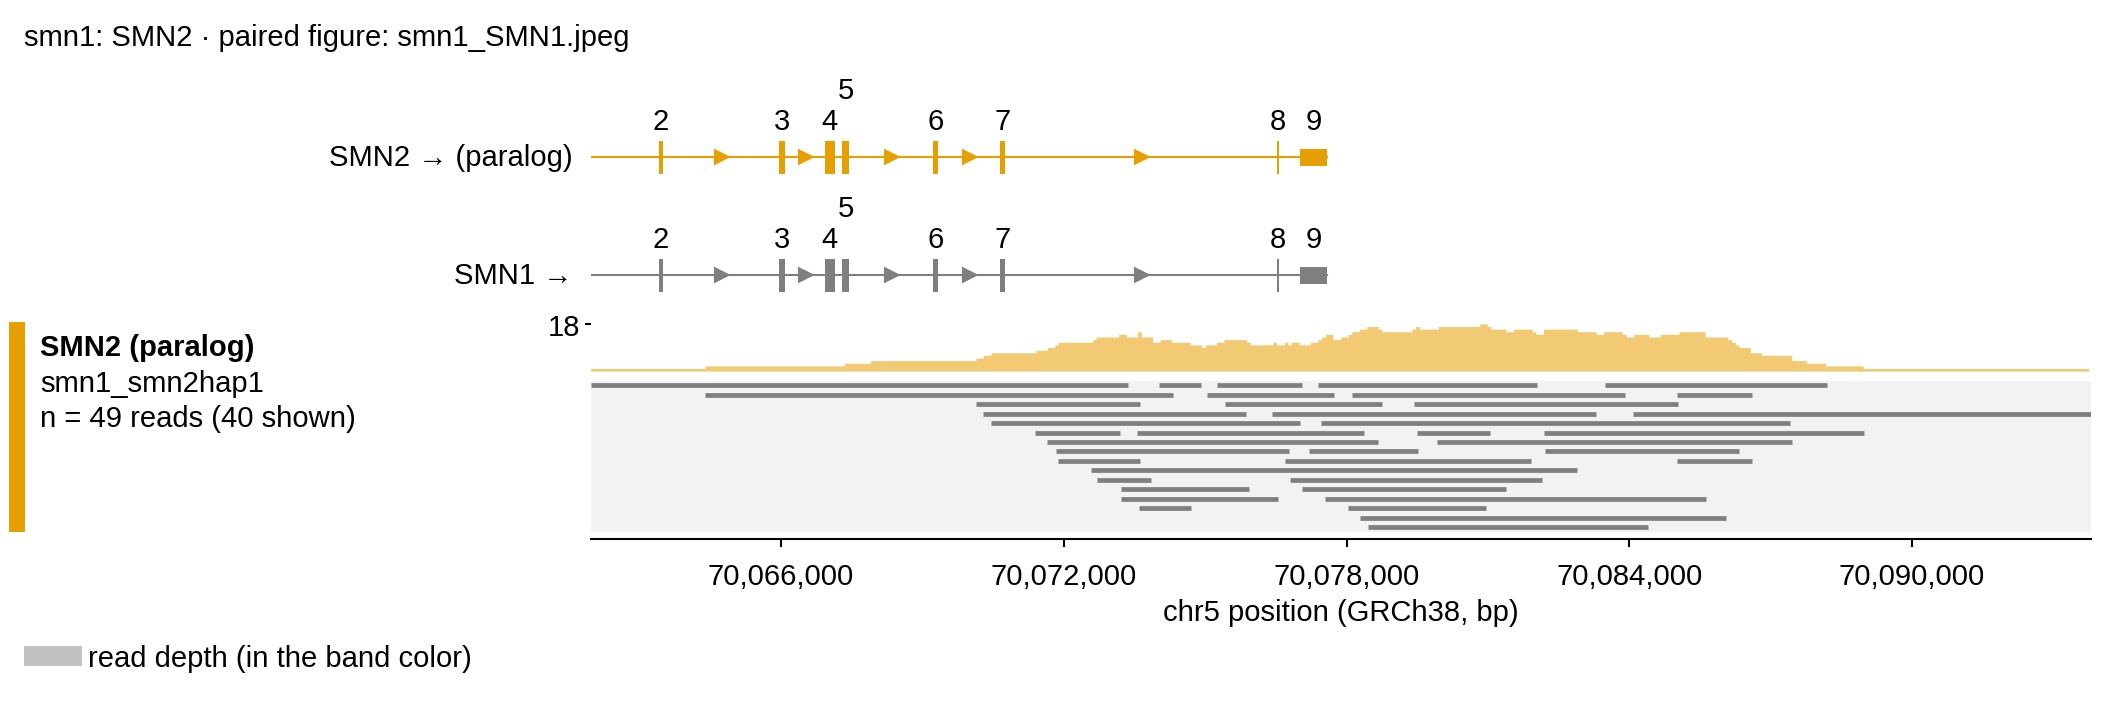 smn1: SMN2 · paired figure: smn1_SMN1.jpeg
5
2 3 4 6 7 8 9
SMN2 → (paralog)
5
2 3 4 6 7 8 9
SMN1 →
18
SMN2 (paralog)
smn1_smn2hap1
n = 49 reads (40 shown)
70,066,000 70,072,000 70,078,000 70,084,000 70,090,000
chr5 position (GRCh38, bp)
read depth (in the band color)